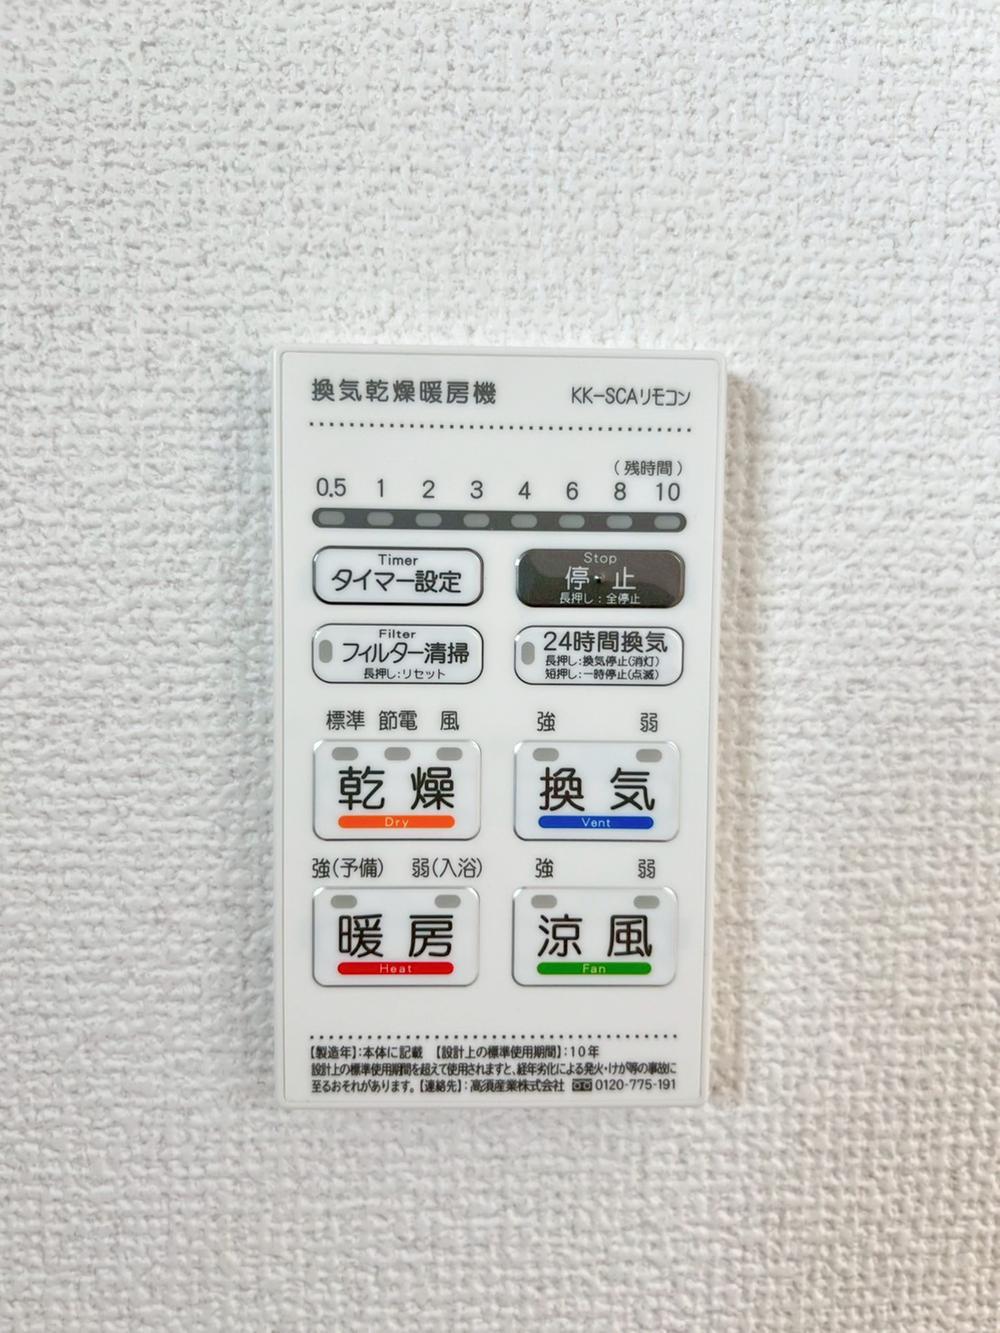 換気乾燥暖房機 KK-SCAリモコン
(残時間)
0.5 1 2 3 4 6 8 10
Timer
タイマー設定
Stop
停・止
長押し:全停止
Filter
フィルター清掃
長押し:リセット
24時間換気
長押し:換気停止(消灯)
短押し:一時停止(点滅)
標準 節電 風
乾燥
Dry
強 弱
換気
Vent
強(予備) 弱(入浴)
暖房
Heat
強 弱
涼風
Fan
【製造年】:本体に記載 【設計上の標準使用期間】:10年
設計上の標準使用期間を超えて使用されますと、経年劣化による発火・けが等の事故に
至るおそれがあります。【連絡先】:高須産業株式会社 0120-775-191